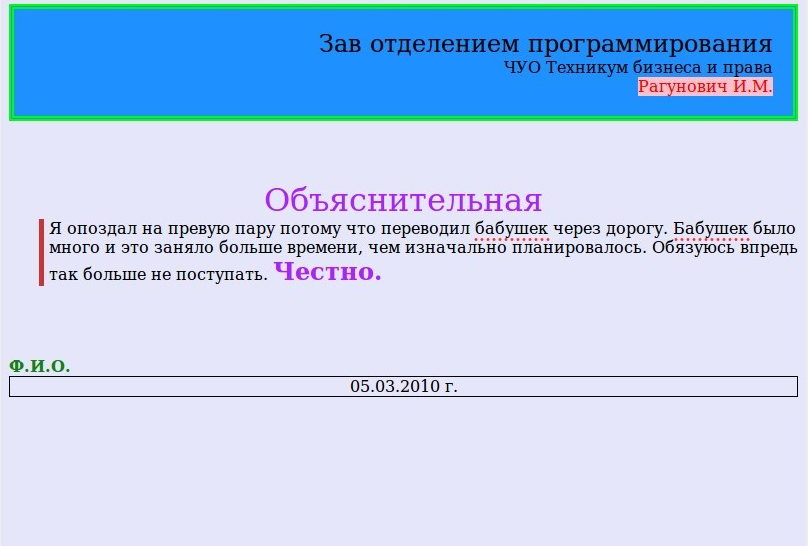 Зав отделением программирования
ЧУО Техникум бизнеса и права
Рагунович И.М.
Объяснительная
Я опоздал на превую пару потому что переводил бабушек через дорогу. Бабушек было
много и это заняло больше времени, чем изначально планировалось. Обязуюсь впредь
так больше не поступать. Честно.
Ф.И.О.
05.03.2010 г.